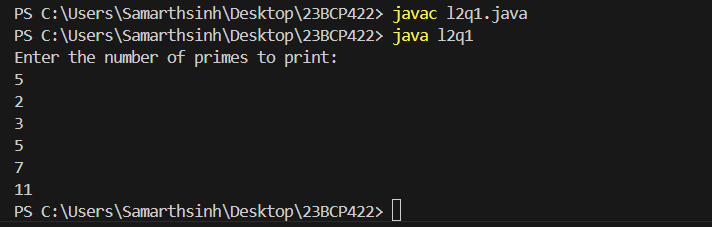 PS C:\Users\Samarthsinh\Desktop\23BCP422> javac l2q1.java
PS C:\Users\Samarthsinh\Desktop\23BCP422> java l2q1
Enter the number of primes to print:
5
2
3
5
7
11
PS C:\Users\Samarthsinh\Desktop\23BCP422>